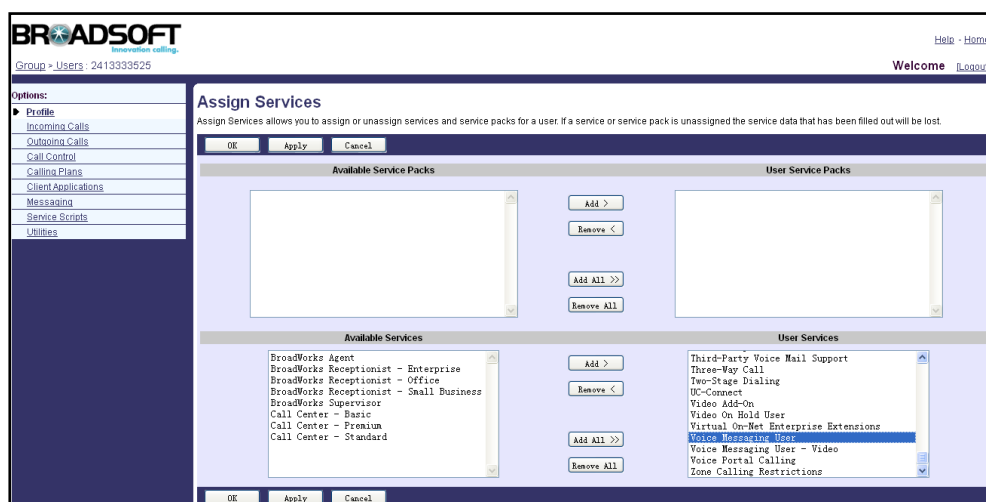 BROADSOFT
Innovation calling.
Help - Home
Group > Users : 2413333525
Welcome [Logout
Options:
Profile
Incoming Calls
Outgoing Calls
Call Control
Calling Plans
Client Applications
Messaging
Service Scripts
Utilities
Assign Services
Assign Services allows you to assign or unassign services and service packs for a user. If a service or service pack is unassigned the service data that has been filled out will be lost.
OK Apply Cancel
Available Service Packs User Service Packs
Add >
Remove <
Add All >>
Remove All
Available Services User Services
BroadWorks Agent
BroadWorks Receptionist - Enterprise
BroadWorks Receptionist - Office
BroadWorks Receptionist - Small Business
BroadWorks Supervisor
Call Center - Basic
Call Center - Premium
Call Center - Standard
Add >
Remove <
Add All >>
Remove All
Third-Party Voice Mail Support
Three-Way Call
Two-Stage Dialing
UC-Connect
Video Add-On
Video On Hold User
Virtual On-Net Enterprise Extensions
Voice Messaging User
Voice Messaging User - Video
Voice Portal Calling
Zone Calling Restrictions
OK Apply Cancel